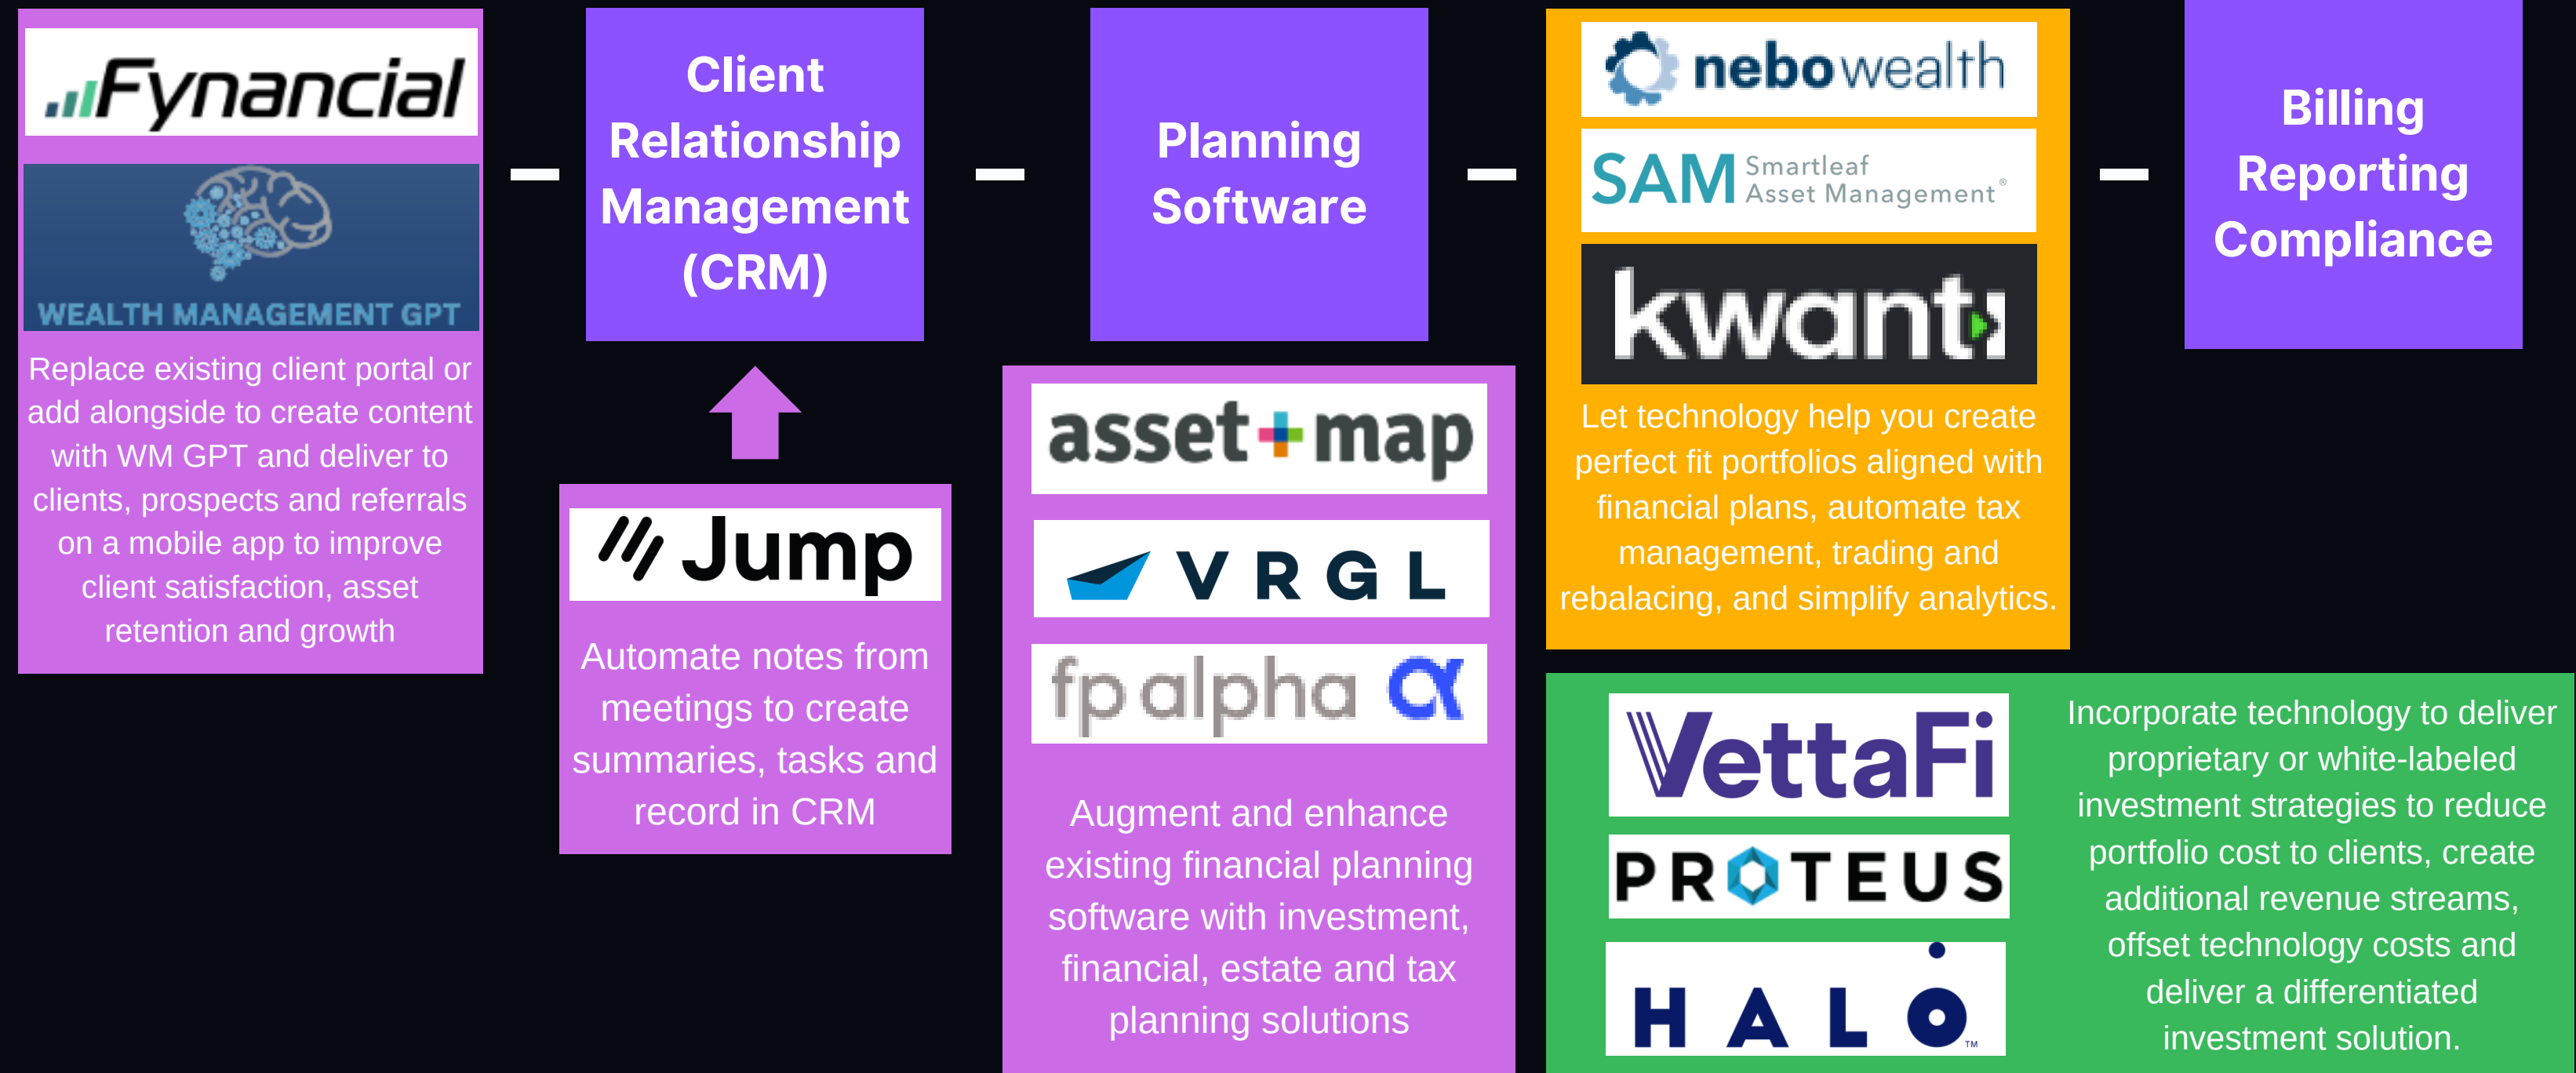 Fynancial
WEALTH MANAGEMENT GPT
Replace existing client portal or
add alongside to create content
with WM GPT and deliver to
clients, prospects and referrals
on a mobile app to improve
client satisfaction, asset
retention and growth
Client
Relationship
Management
(CRM)
Jump
Automate notes from
meetings to create
summaries, tasks and
record in CRM
Planning
Software
asset+map
VRGL
fp alpha α
Augment and enhance
existing financial planning
software with investment,
financial, estate and tax
planning solutions
nebo wealth
SAM Smartleaf
Asset Management®
kwanti
Let technology help you create
perfect fit portfolios aligned with
financial plans, automate tax
management, trading and
rebalacing, and simplify analytics.
Billing
Reporting
Compliance
VettaFi
PROTEUS
HALO™
Incorporate technology to deliver
proprietary or white-labeled
investment strategies to reduce
portfolio cost to clients, create
additional revenue streams,
offset technology costs and
deliver a differentiated
investment solution.